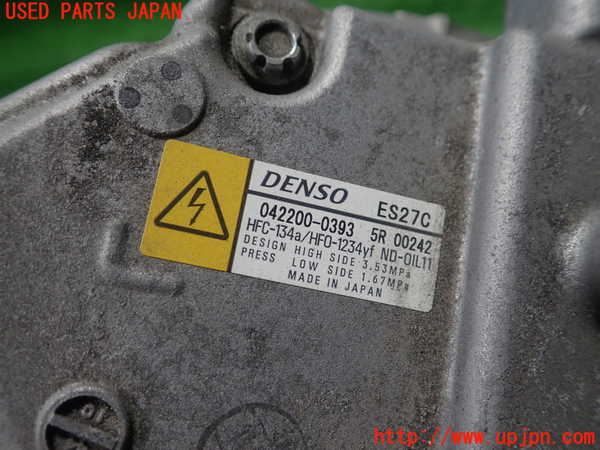 USED PARTS JAPAN
DENSO ES27C
042200-0393 5R 00242
HFC-134a/HFO-1234yf ND-OIL11
DESIGN HIGH SIDE 3.53MPa
PRESS LOW SIDE 1.67MPa
MADE IN JAPAN
http://www.upjpn.com/